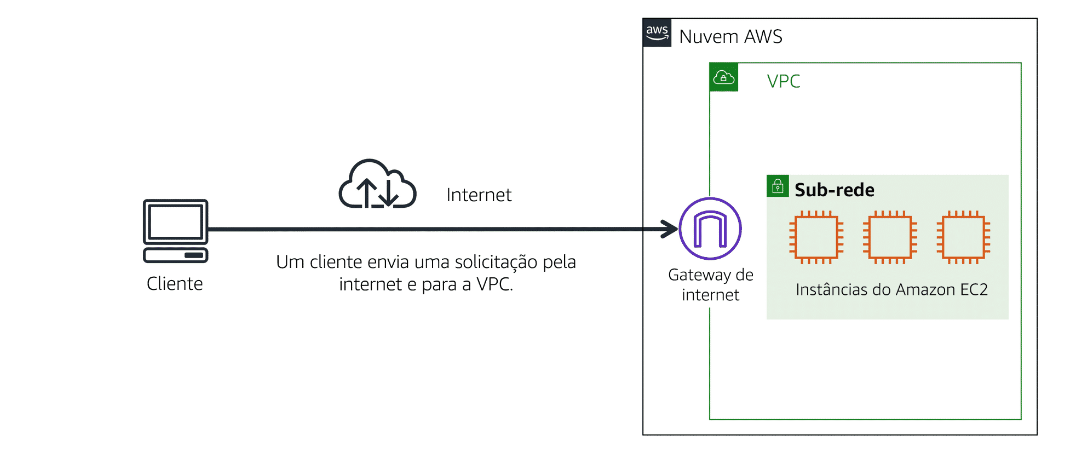 aws
Nuvem AWS
VPC
Internet
Sub-rede
Um cliente envia uma solicitação pela
internet e para a VPC.
Cliente
Gateway de
internet
Instâncias do Amazon EC2